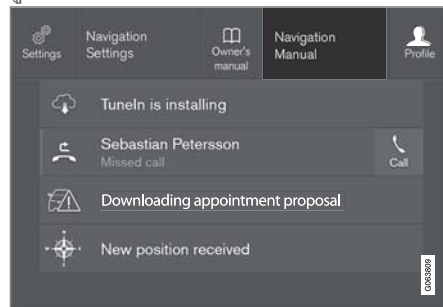 Settings
Navigation
Settings
Owner's
manual
Navigation
Manual
Profile
TuneIn is installing
Sebastian Petersson
Missed call
Call
Downloading appointment proposal
New position received
G063809